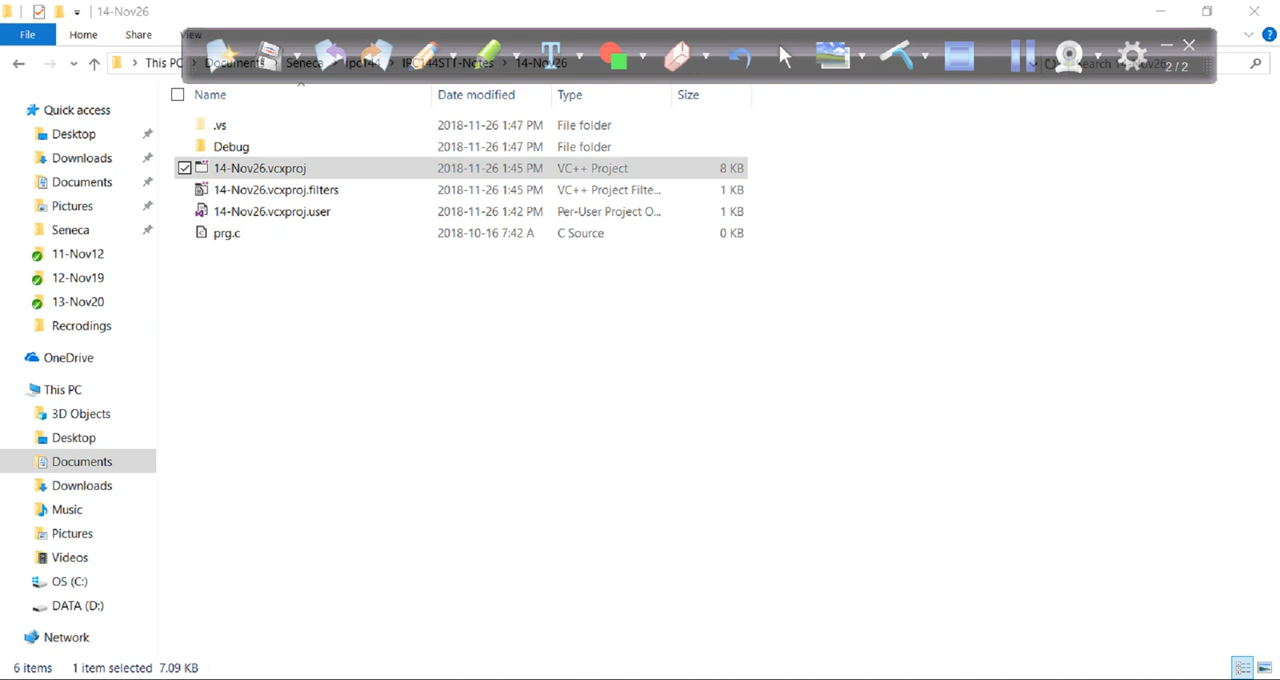 14-Nov26
File Home Share View
This PC Documents Seneca ipc144 IPC144STT-Notes 14-Nov26 Search 14-Nov26
2/2
Name Date modified Type Size
Quick access
Desktop
Downloads
Documents
Pictures
Seneca
11-Nov12
12-Nov19
13-Nov20
Recrodings
OneDrive
This PC
3D Objects
Desktop
Documents
Downloads
Music
Pictures
Videos
OS (C:)
DATA (D:)
Network
.vs 2018-11-26 1:47 PM File folder
Debug 2018-11-26 1:47 PM File folder
14-Nov26.vcxproj 2018-11-26 1:45 PM VC++ Project 8 KB
14-Nov26.vcxproj.filters 2018-11-26 1:45 PM VC++ Project Filte... 1 KB
14-Nov26.vcxproj.user 2018-11-26 1:42 PM Per-User Project O... 1 KB
prg.c 2018-10-16 7:42 A C Source 0 KB
6 items 1 item selected 7.09 KB